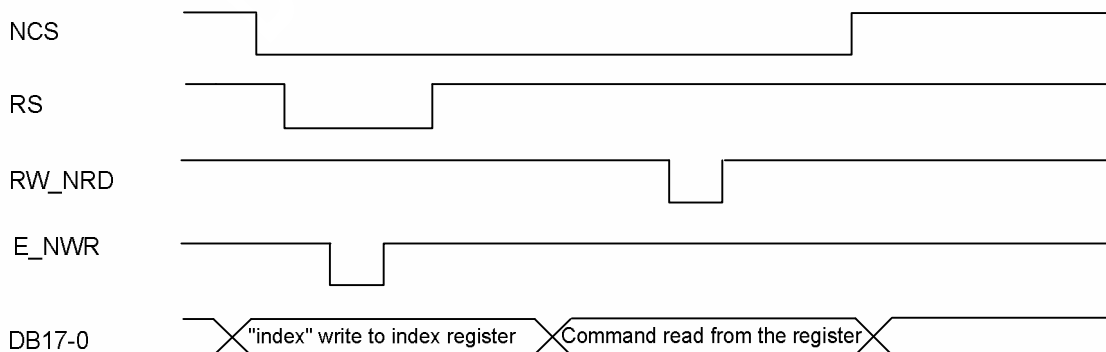 NCS
RS
RW_NRD
E_NWR
DB17-0 "index" write to index register Command read from the register